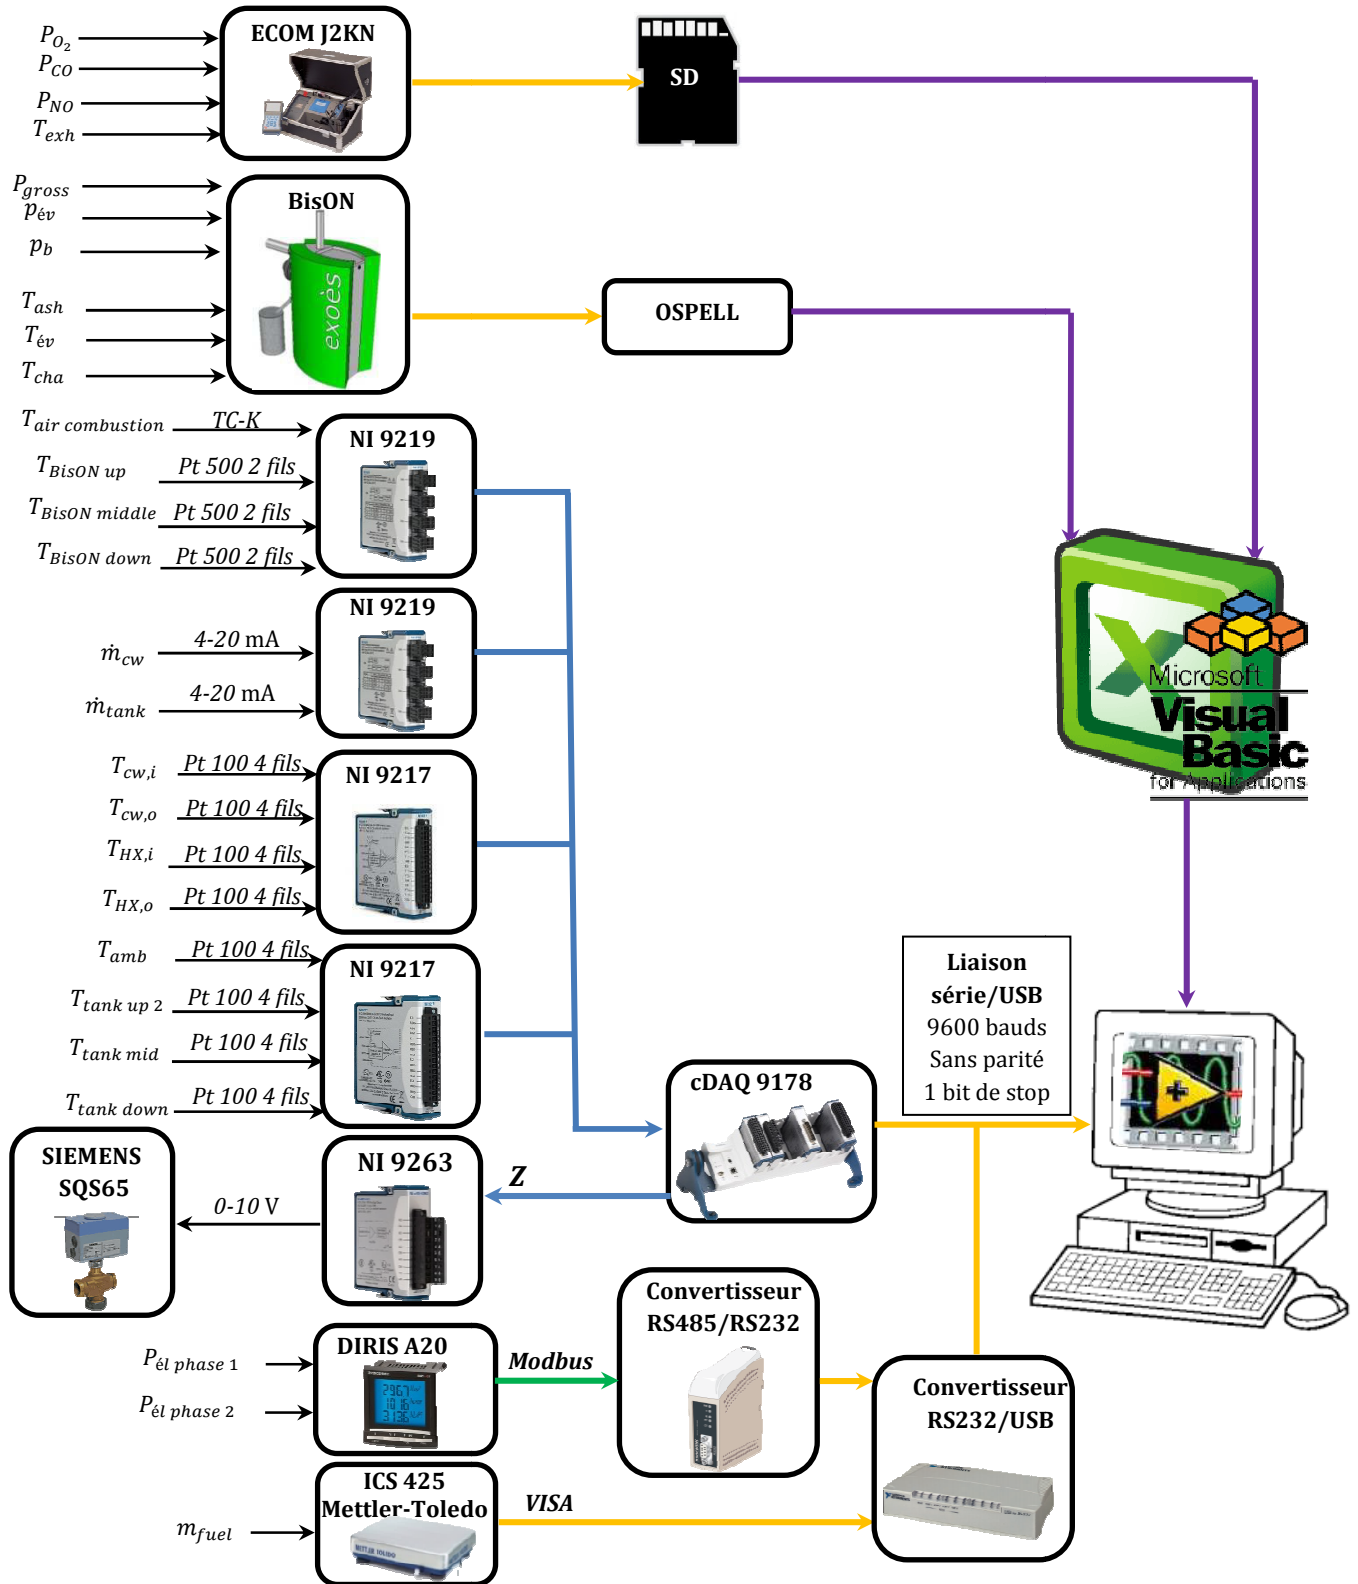 P_O2
P_CO
P_NO
T_exh
ECOM J2KN
SD
P_gross
p_év
p_b
T_ash
T_év
T_cha
BisON
exoès
OSPELL
T_air combustion
TC-K
T_BisON up
Pt 500 2 fils
T_BisON middle
Pt 500 2 fils
T_BisON down
Pt 500 2 fils
NI 9219
ṁ_cw
4-20 mA
ṁ_tank
4-20 mA
NI 9219
Microsoft
Visual
Basic
for Applications
T_cw,i
Pt 100 4 fils
T_cw,o
Pt 100 4 fils
T_HX,i
Pt 100 4 fils
T_HX,o
Pt 100 4 fils
NI 9217
T_amb
Pt 100 4 fils
T_tank up 2
Pt 100 4 fils
T_tank mid
Pt 100 4 fils
T_tank down
Pt 100 4 fils
NI 9217
Liaison
série/USB
9600 bauds
Sans parité
1 bit de stop
cDAQ 9178
SIEMENS
SQS65
0-10 V
NI 9263
Z
P_él phase 1
P_él phase 2
DIRIS A20
Modbus
Convertisseur
RS485/RS232
Convertisseur
RS232/USB
m_fuel
ICS 425
Mettler-Toledo
METTLER TOLEDO
VISA